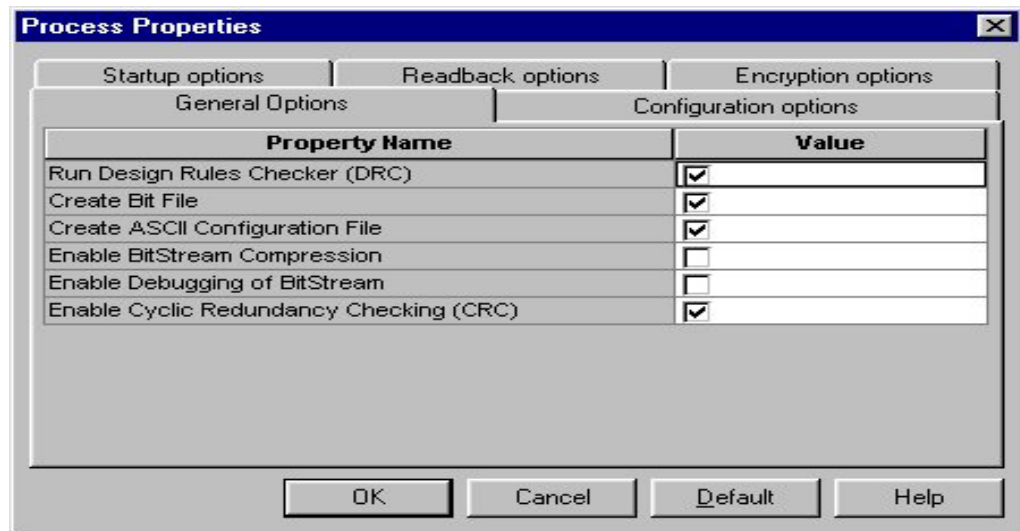 Process Properties
Startup options
Readback options
Encryption options
General Options
Configuration options
Property Name Value
Run Design Rules Checker (DRC)
Create Bit File
Create ASCII Configuration File
Enable BitStream Compression
Enable Debugging of BitStream
Enable Cyclic Redundancy Checking (CRC)
OK Cancel Default Help